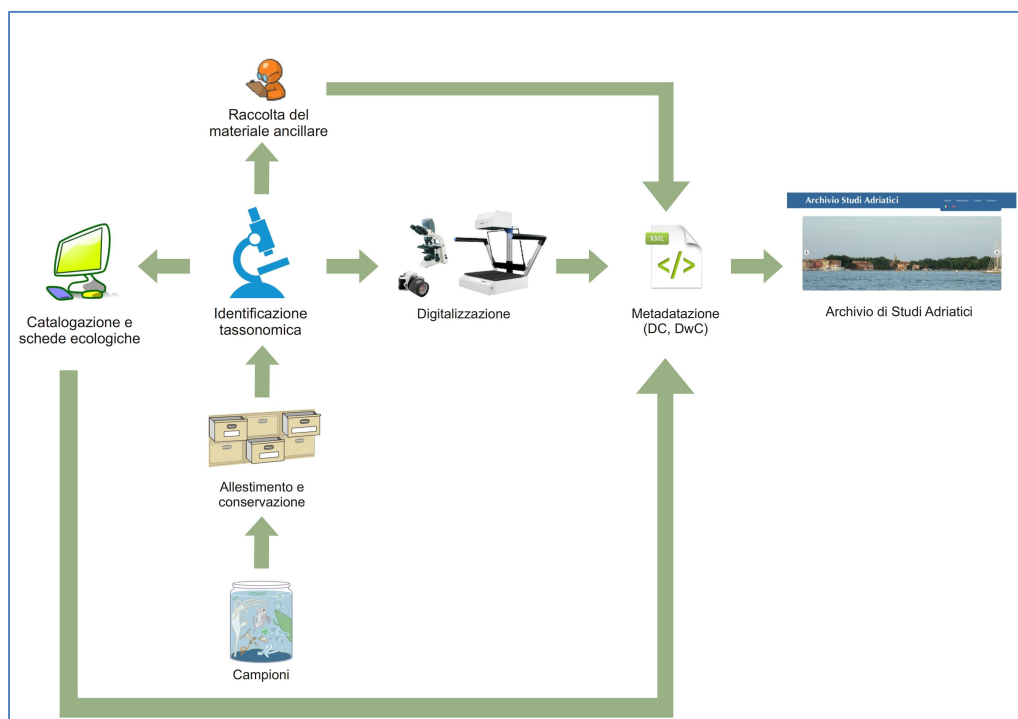 Raccolta del
materiale ancillare
Archivio Studi Adriatici
XML
Catalogazione e
schede ecologiche
Identificazione
tassonomica
Digitalizzazione
Metadatazione
(DC, DwC)
Archivio di Studi Adriatici
Allestimento e
conservazione
Campioni